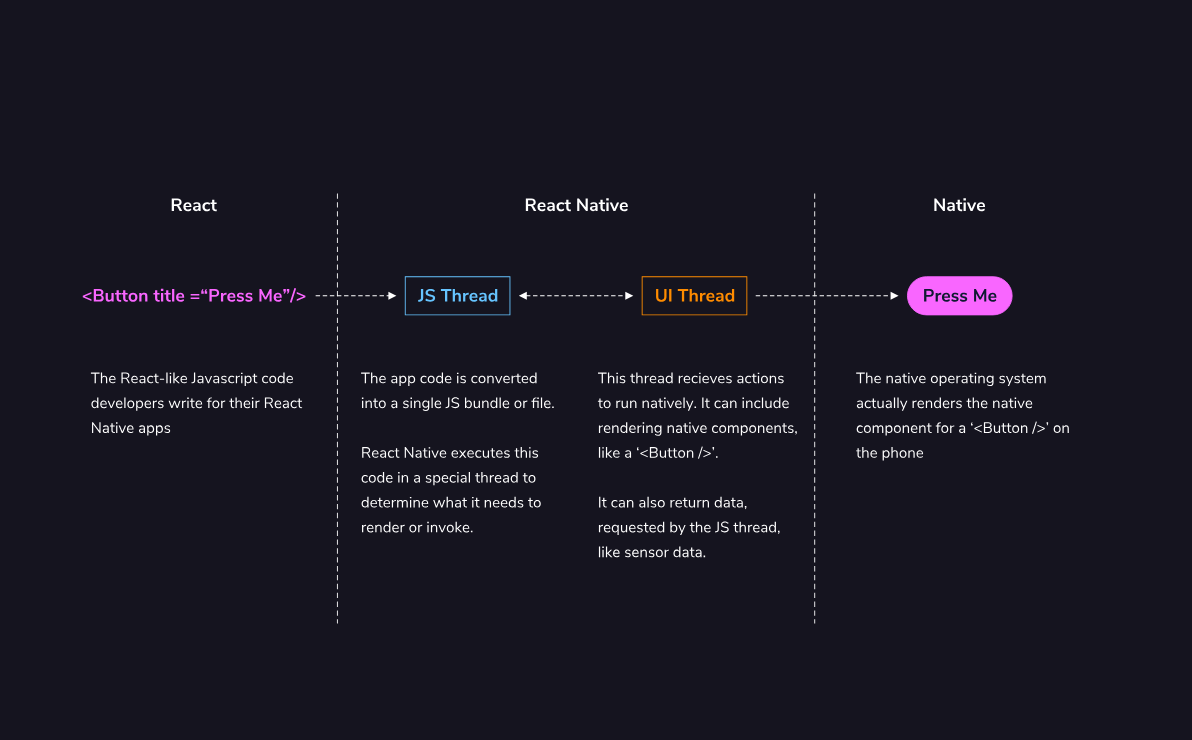 React
React Native
Native
<Button title =“Press Me”/>
JS Thread
UI Thread
Press Me
The React-like Javascript code
developers write for their React
Native apps
The app code is converted
into a single JS bundle or file.
React Native executes this
code in a special thread to
determine what it needs to
render or invoke.
This thread recieves actions
to run natively. It can include
rendering native components,
like a ‘<Button />’.
It can also return data,
requested by the JS thread,
like sensor data.
The native operating system
actually renders the native
component for a ‘<Button />’ on
the phone